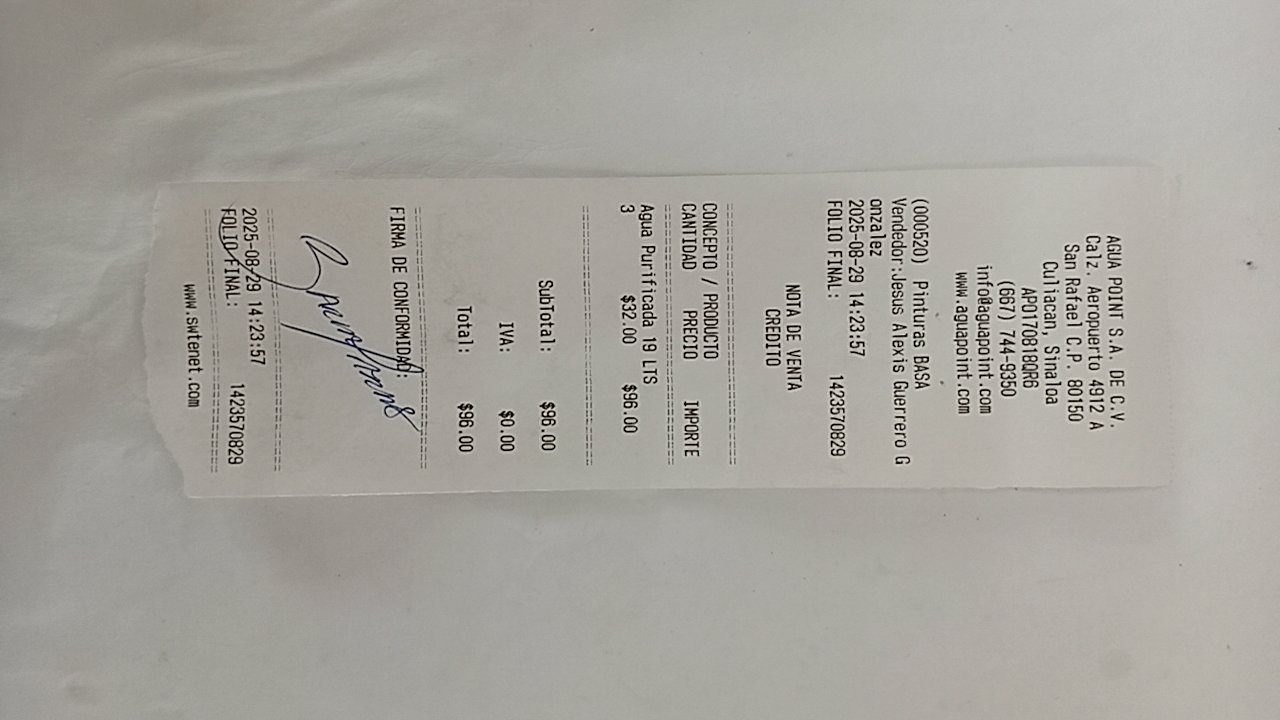 AGUA POINT S.A. DE C.V.
Calz. Aeropuerto 4912 A
San Rafael C.P. 80150
Culiacan, Sinaloa
APO170818QR6
(667) 744-9350
info@aguapoint.com
www.aguapoint.com
(000520) Pinturas BASA
Vendedor:Jesus Alexis Guerrero G
onzalez
2025-08-29 14:23:57
FOLIO FINAL: 1423570829
NOTA DE VENTA
CREDITO
CONCEPTO / PRODUCTO
CANTIDAD PRECIO IMPORTE
Agua Purificada 19 LTS
3 $32.00 $96.00
SubTotal: $96.00
IVA: $0.00
Total: $96.00
FIRMA DE CONFORMIDAD:
2025-08-29 14:23:57
FOLIO FINAL: 1423570829
www.swtenet.com